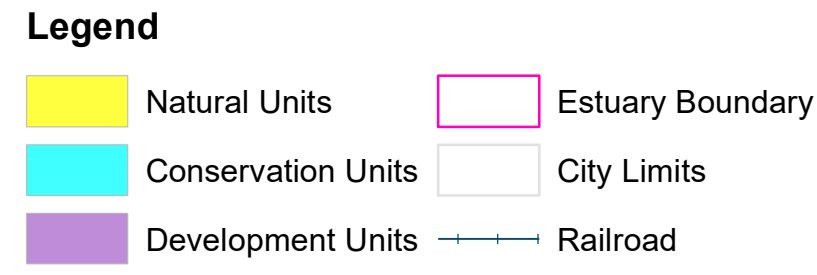 Legend
Natural Units
Conservation Units
Development Units
Estuary Boundary
City Limits
Railroad